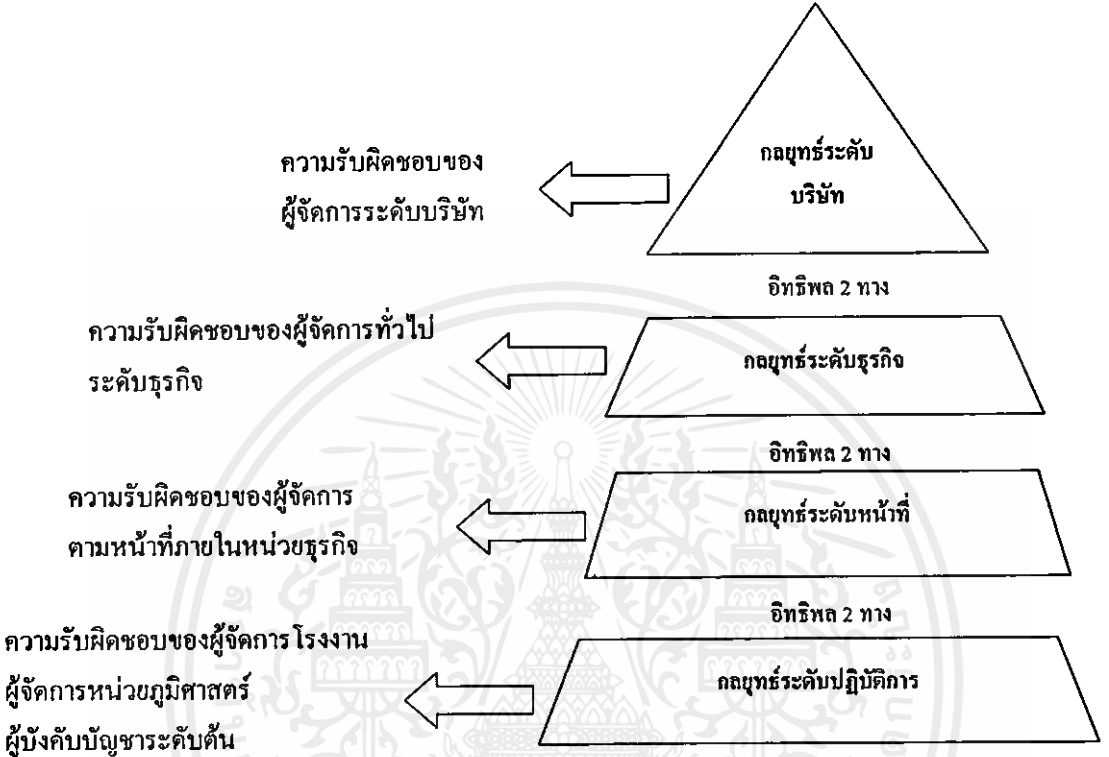 กลยุทธ์ระดับ
บริษัท
ความรับผิดชอบของ
ผู้จัดการระดับบริษัท
อิทธิพล 2 ทาง
ความรับผิดชอบของผู้จัดการทั่วไป
ระดับธุรกิจ
กลยุทธ์ระดับธุรกิจ
อิทธิพล 2 ทาง
ความรับผิดชอบของผู้จัดการ
ตามหน้าที่ภายในหน่วยธุรกิจ
กลยุทธ์ระดับหน้าที่
อิทธิพล 2 ทาง
ความรับผิดชอบของผู้จัดการโรงงาน
ผู้จัดการหน่วยภูมิศาสตร์
ผู้บังคับบัญชาระดับต้น
กลยุทธ์ระดับปฏิบัติการ